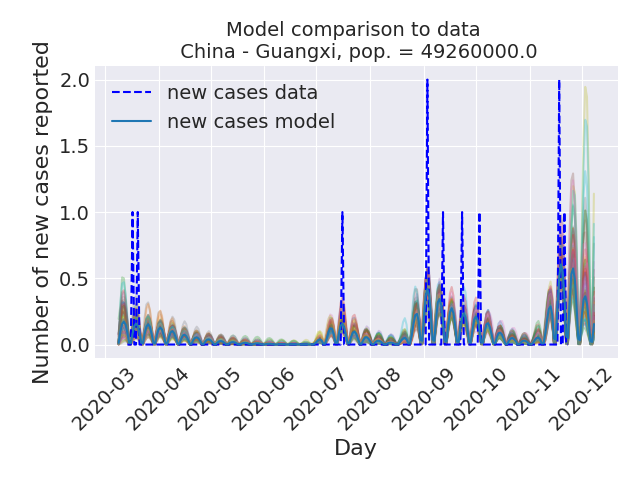 Model comparison to data
China - Guangxi, pop. = 49260000.0
Number of new cases reported
2.0
1.5
1.0
0.5
0.0
new cases data
new cases model
2020-03
2020-04
2020-05
2020-06
2020-07
2020-08
2020-09
2020-10
2020-11
2020-12
Day